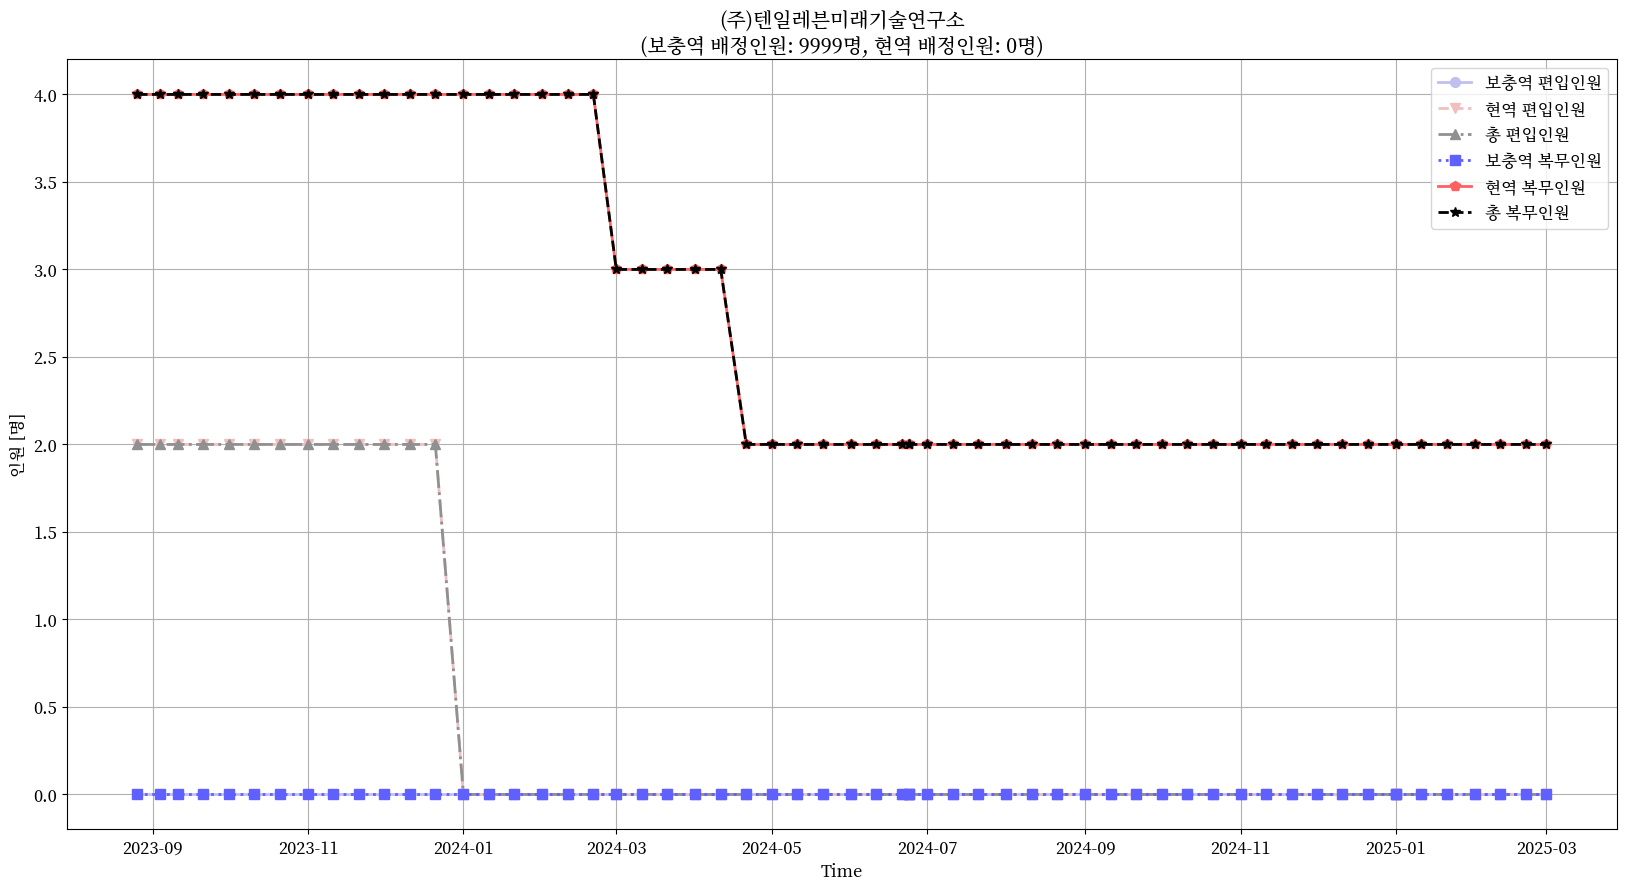 (주)텐일레븐미래기술연구소
(보충역 배정인원: 9999명, 현역 배정인원: 0명)
보충역 편입인원
현역 편입인원
총 편입인원
보충역 복무인원
현역 복무인원
총 복무인원
인원 [명]
4.0
3.5
3.0
2.5
2.0
1.5
1.0
0.5
0.0
2023-09 2023-11 2024-01 2024-03 2024-05 2024-07 2024-09 2024-11 2025-01 2025-03
Time